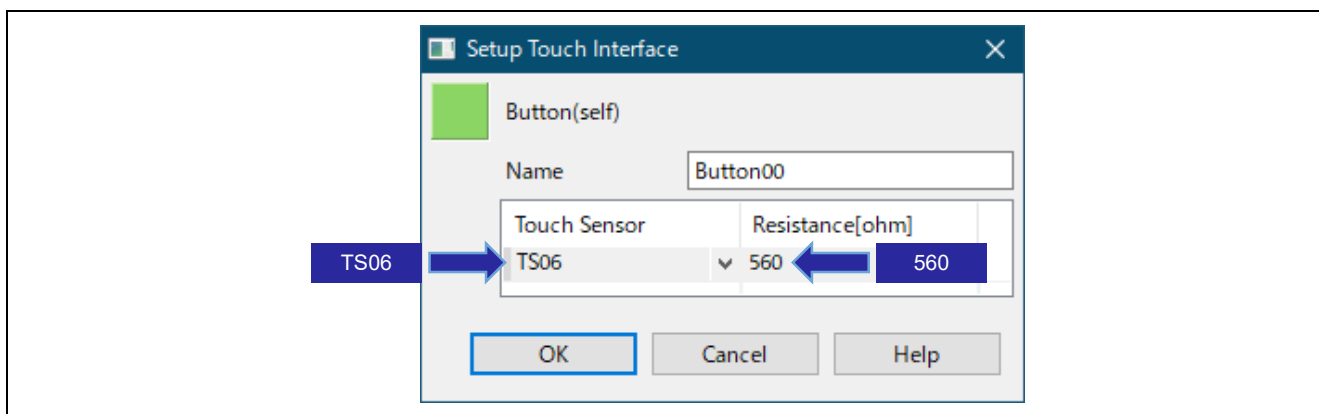 Setup Touch Interface
Button(self)
Name Button00
Touch Sensor Resistance[ohm]
TS06 TS06 560 560
OK Cancel Help